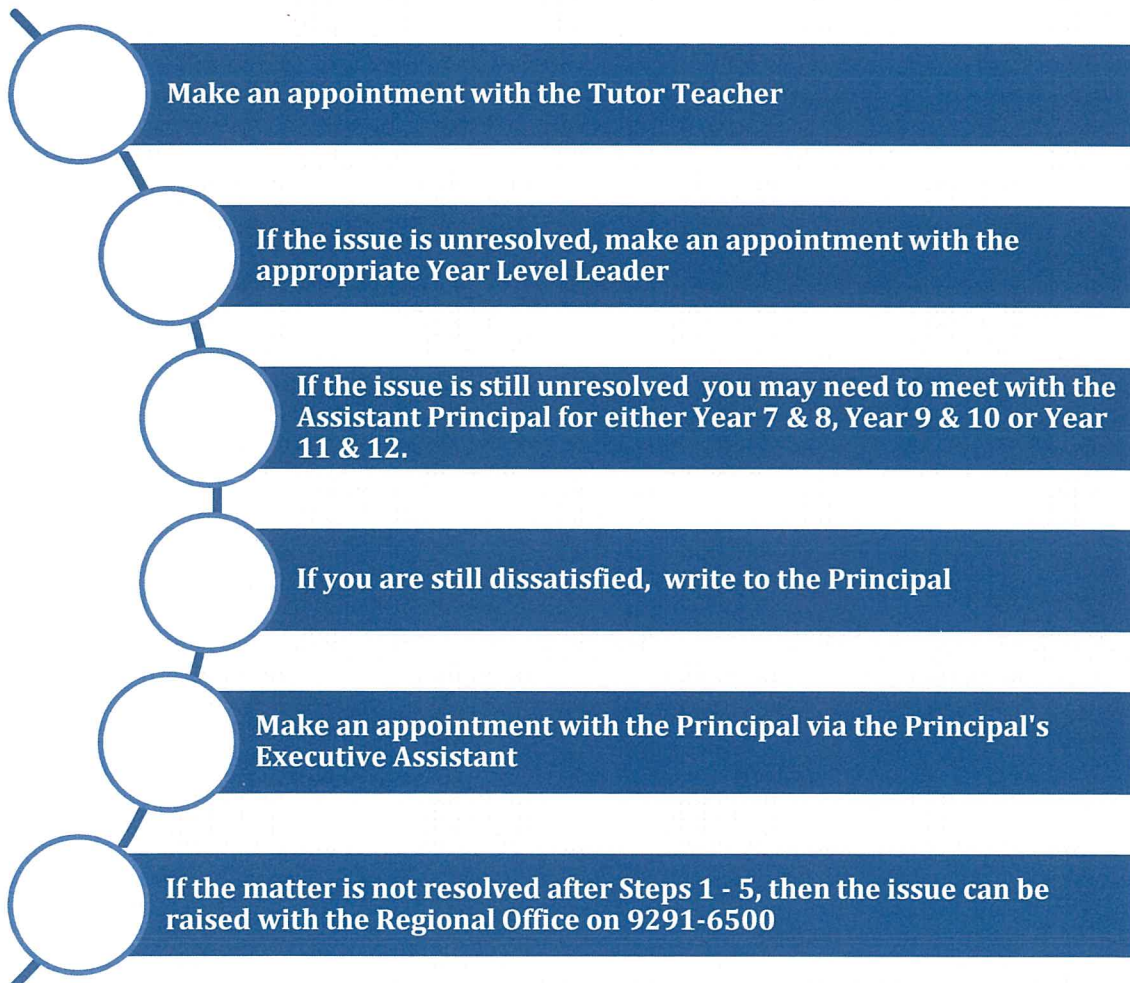 Make an appointment with the Tutor Teacher
If the issue is unresolved, make an appointment with the
appropriate Year Level Leader
If the issue is still unresolved  you may need to meet with the
Assistant Principal for either Year 7 & 8, Year 9 & 10 or Year
11 & 12.
If you are still dissatisfied,  write to the Principal
Make an appointment with the Principal via the Principal's
Executive Assistant
If the matter is not resolved after Steps 1 - 5, then the issue can be
raised with the Regional Office on 9291-6500